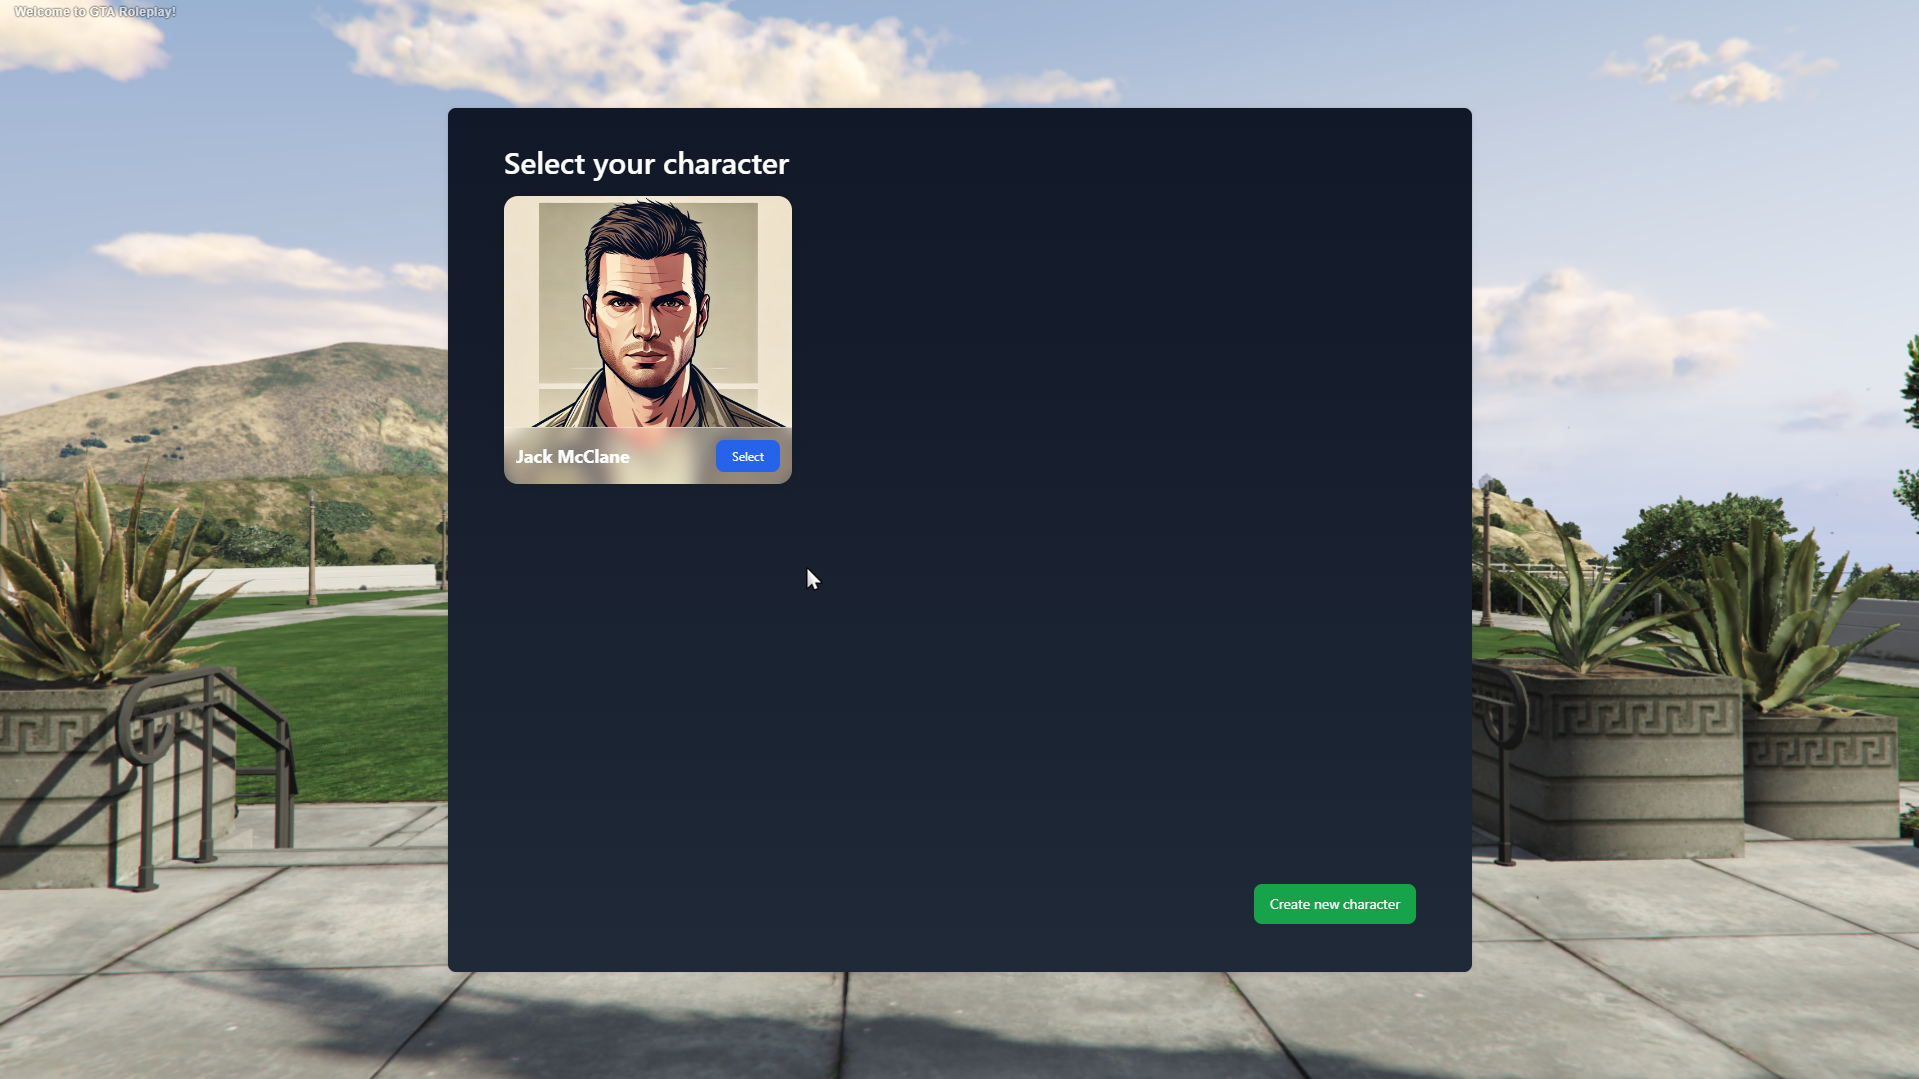 Welcome to GTA Roleplay!
Select your character
Jack McClane
Select
Create new character